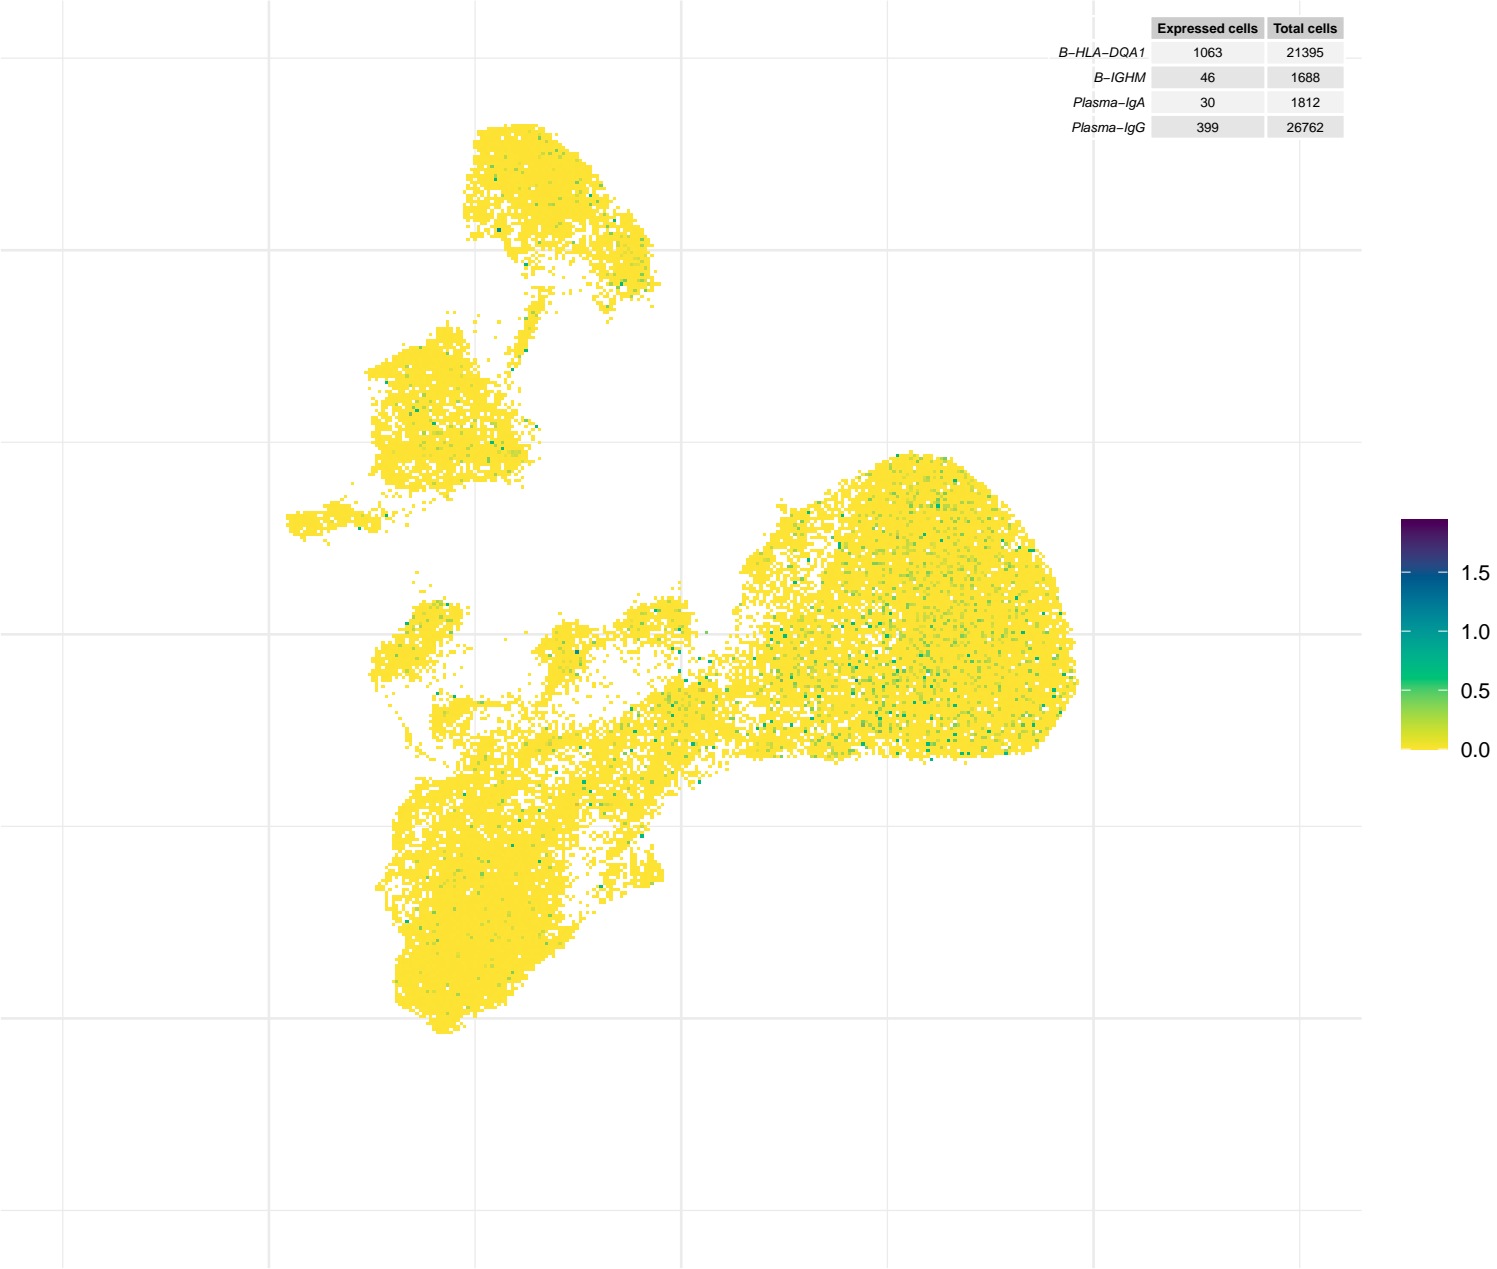 Expressed cells Total cells
B−HLA−DQA1 1063 21395
B−IGHM 46 1688
Plasma−IgA 30 1812
Plasma−IgG 399 26762
1.5
1.0
0.5
0.0